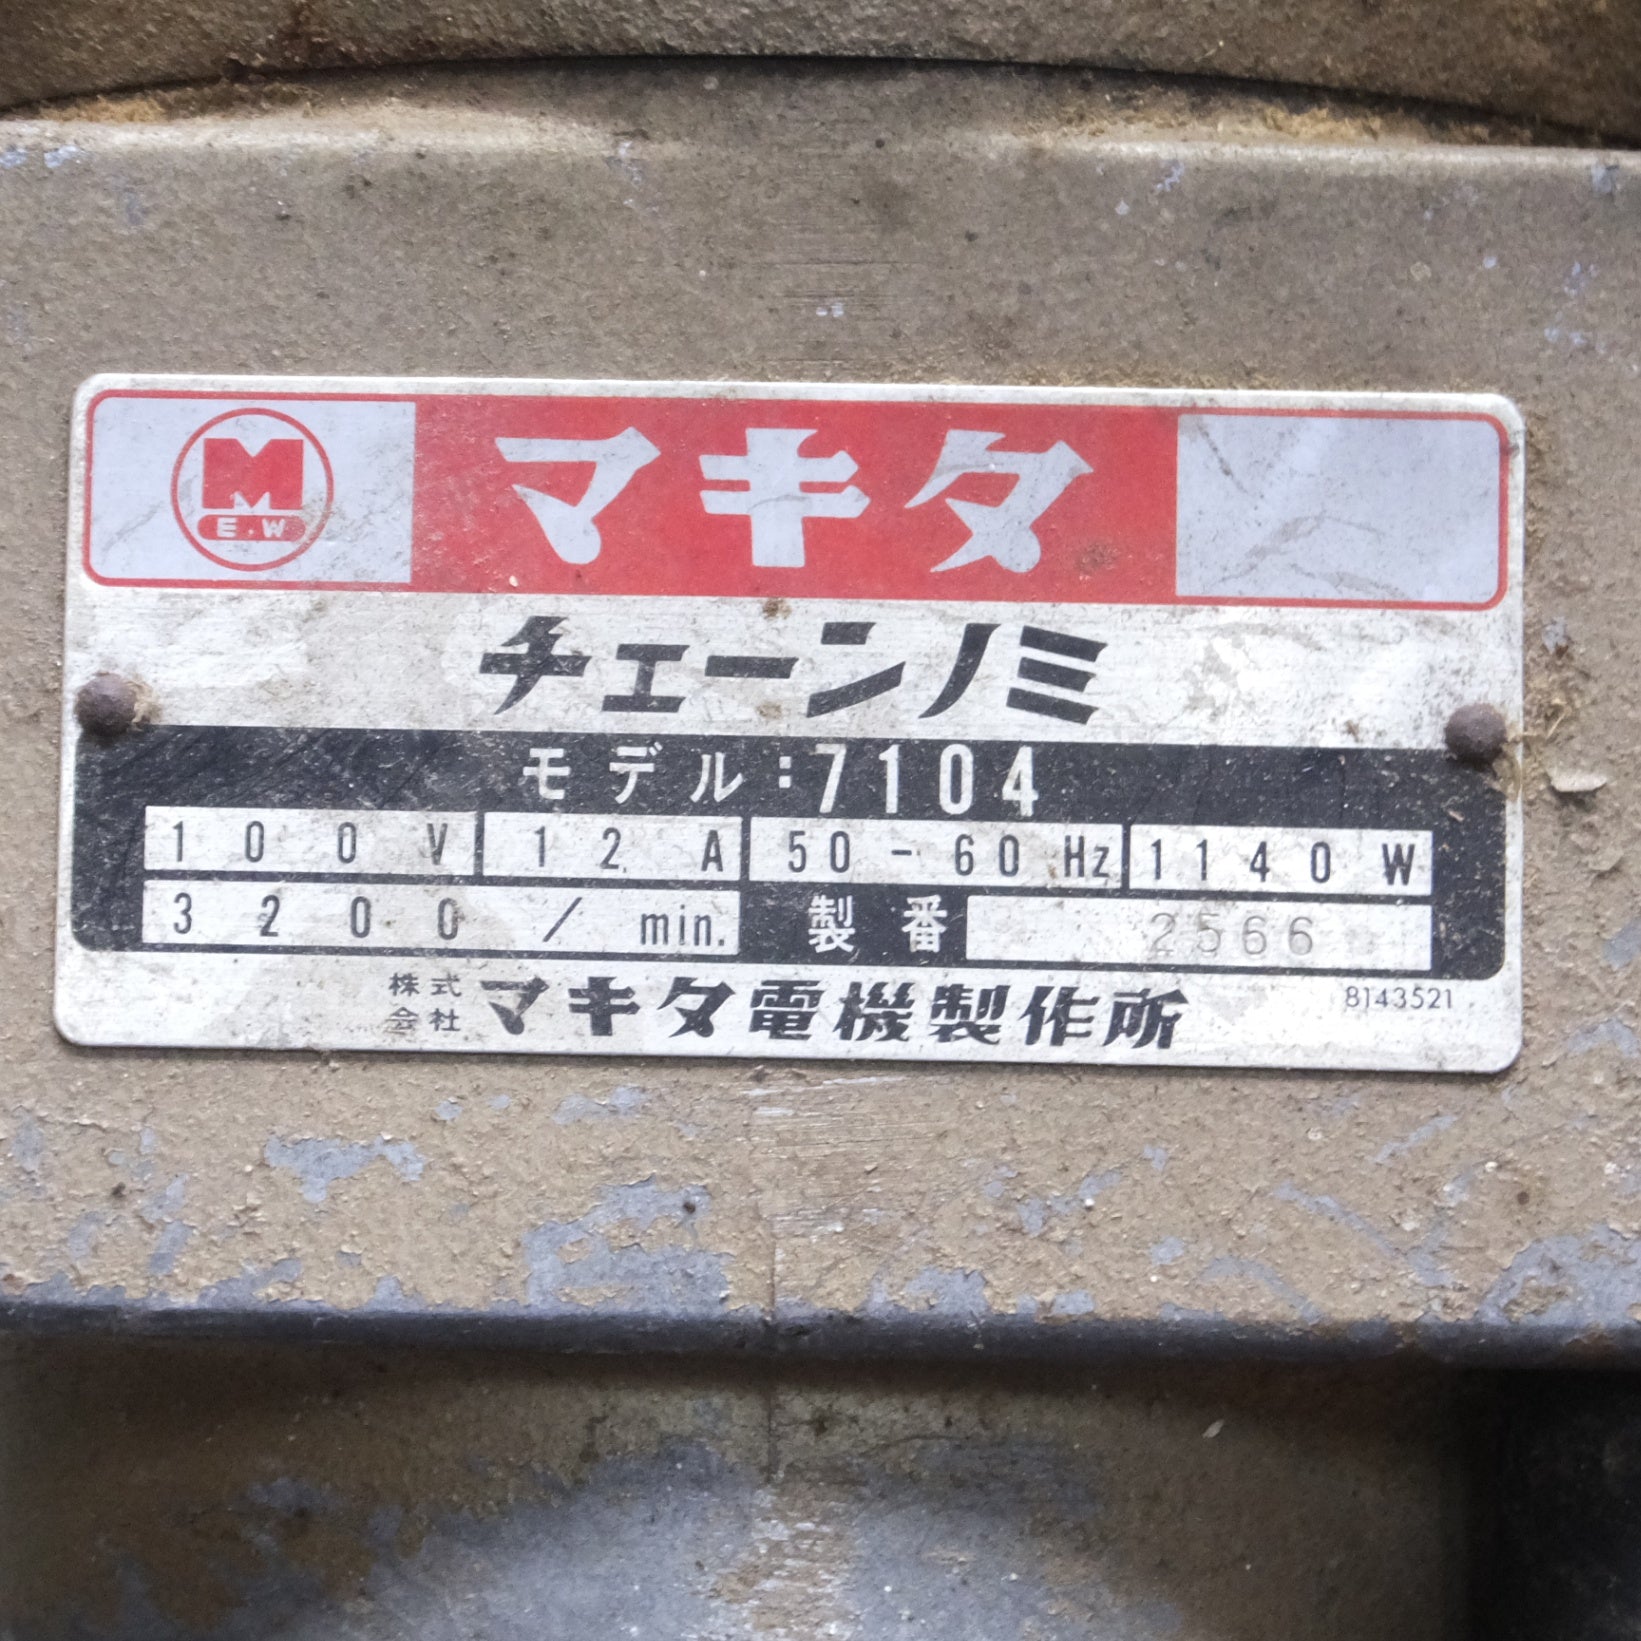 M
E.W
マキタ
チェーンノミ
モデル:7104
100V 12A 50-60Hz 1140W
3200/min. 製番 2566
株式会社 マキタ電機製作所 8143521